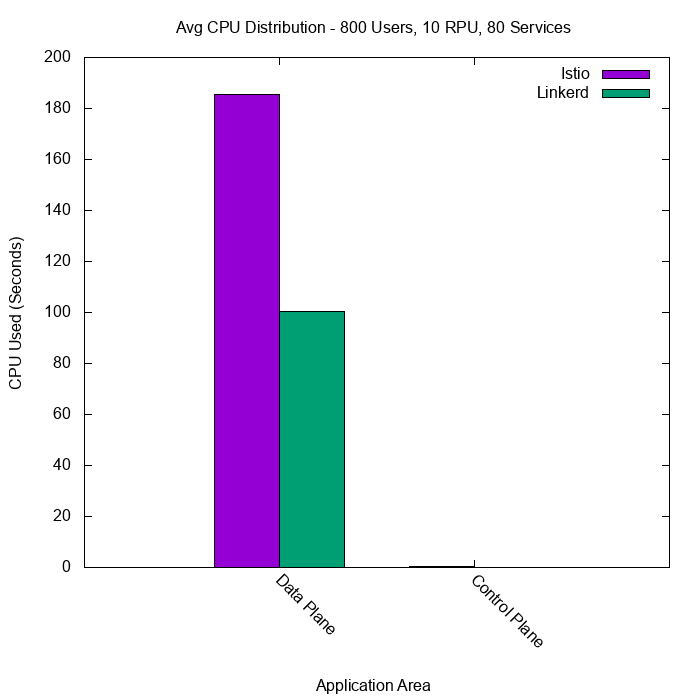 Avg CPU Distribution - 800 Users, 10 RPU, 80 Services
Istio
Linkerd
200
180
160
140
120
100
80
60
40
20
0
CPU Used (Seconds)
Data Plane
Control Plane
Application Area